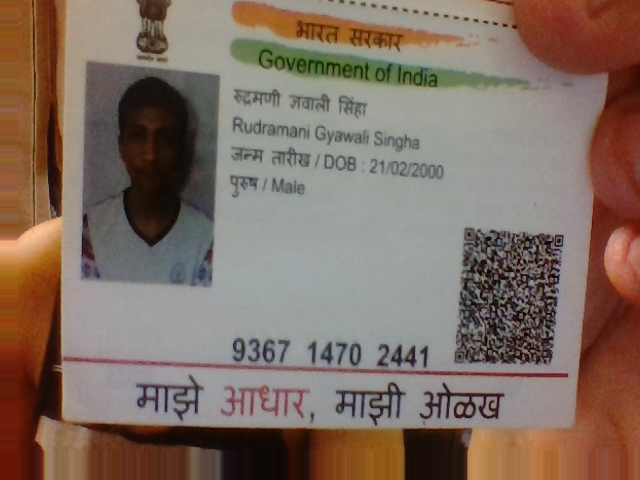 भारत सरकार
Government of India
रुद्रमणी ज्ञवाली सिंहा
Rudramani Gyawali Singha
जन्म तारीख / DOB : 21/02/2000
पुरुष / Male
9367 1470 2441
माझे आधार, माझी ओळख